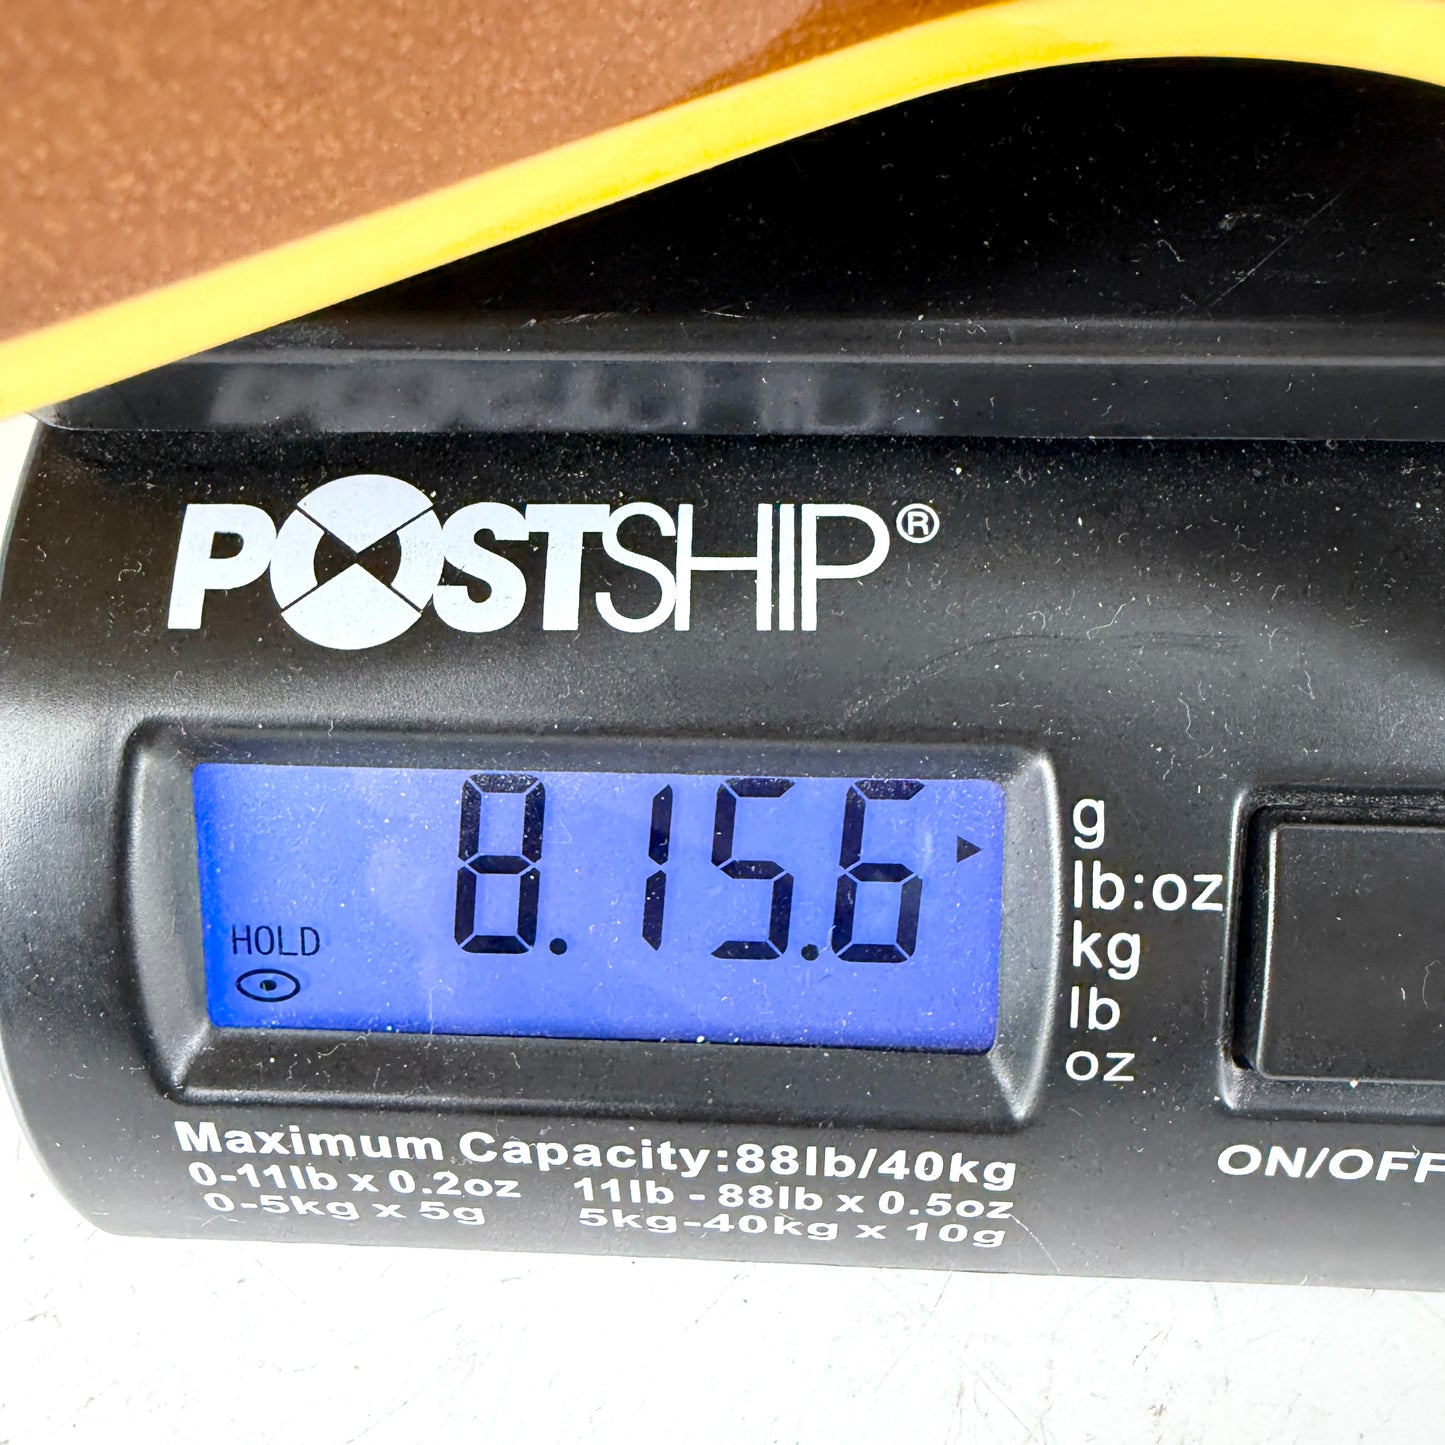 POSTSHIP®
8.15.6
HOLD
g
lb:oz
kg
lb
oz
ON/OFF
Maximum Capacity:88lb/40kg
0-11lb x 0.2oz 11lb - 88lb x 0.5oz
0-5kg x 5g 5kg-40kg x 10g